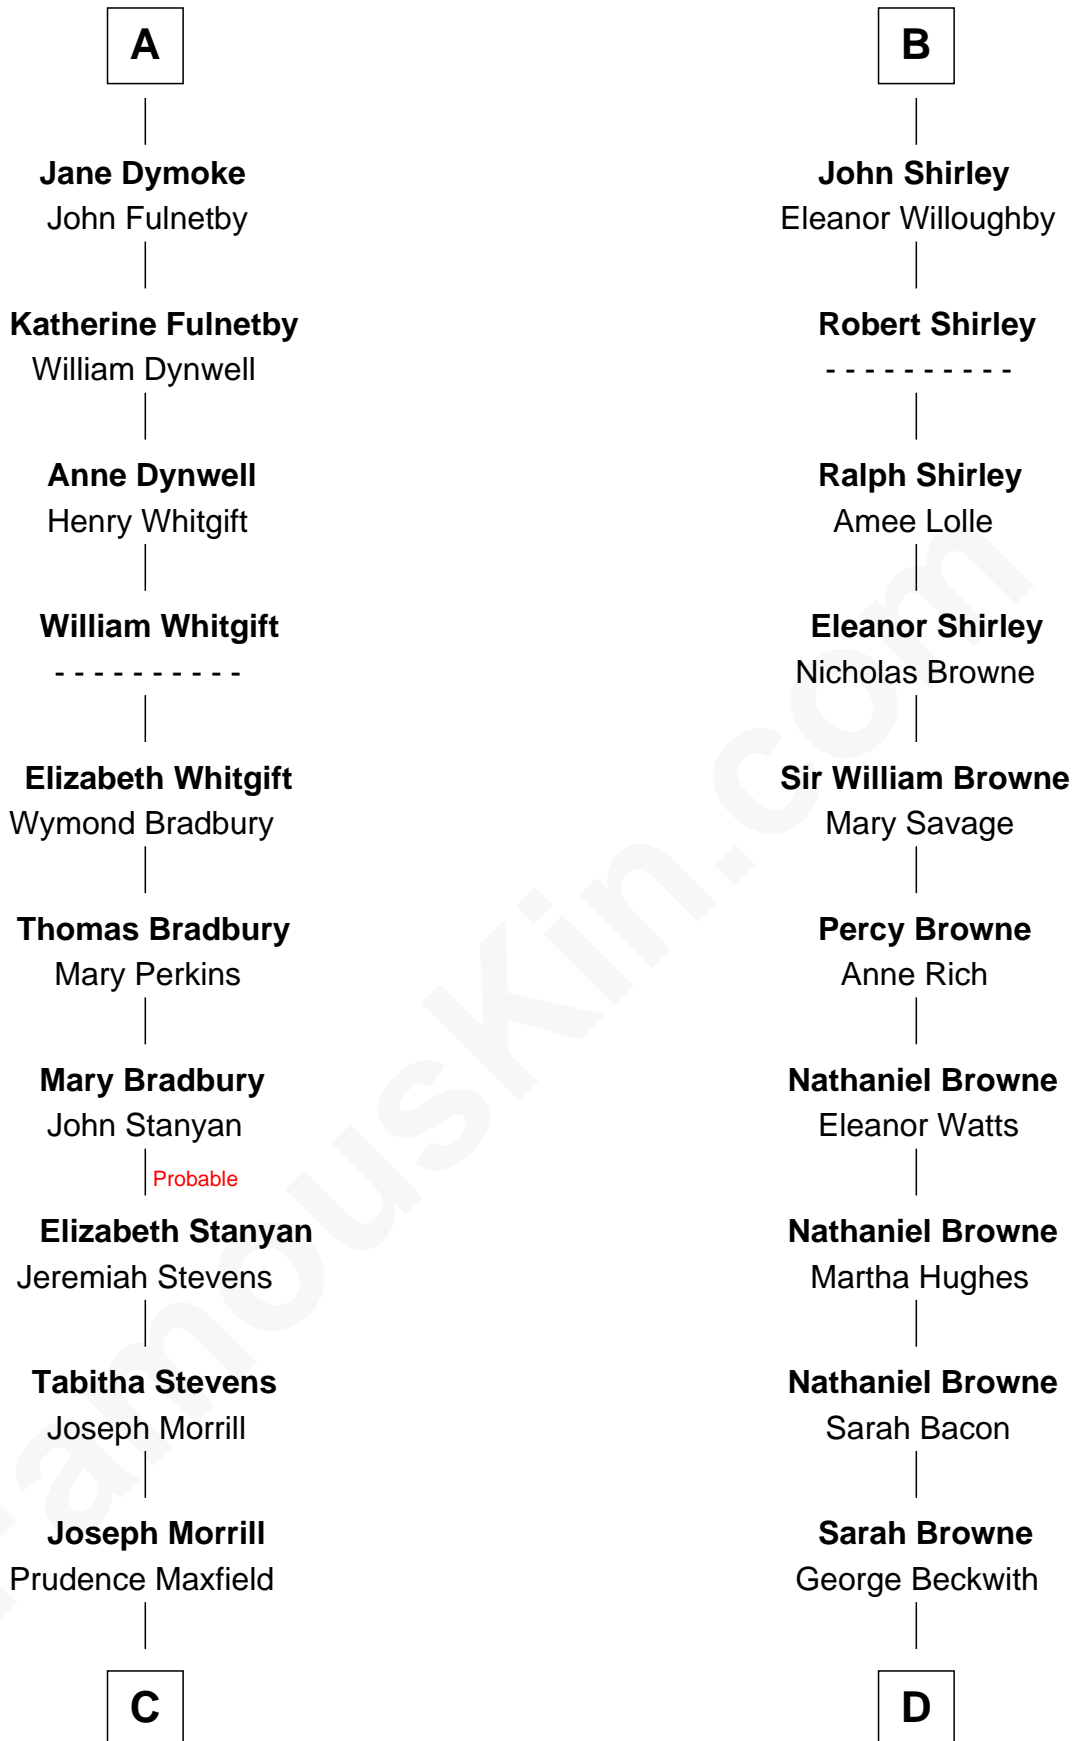 A
Jane Dymoke
John Fulnetby
Katherine Fulnetby
William Dynwell
Anne Dynwell
Henry Whitgift
William Whitgift
- - - - - - - - - -
Elizabeth Whitgift
Wymond Bradbury
Thomas Bradbury
Mary Perkins
Mary Bradbury
John Stanyan
Probable
Elizabeth Stanyan
Jeremiah Stevens
Tabitha Stevens
Joseph Morrill
Joseph Morrill
Prudence Maxfield
C
B
John Shirley
Eleanor Willoughby
Robert Shirley
- - - - - - - - - -
Ralph Shirley
Amee Lolle
Eleanor Shirley
Nicholas Browne
Sir William Browne
Mary Savage
Percy Browne
Anne Rich
Nathaniel Browne
Eleanor Watts
Nathaniel Browne
Martha Hughes
Nathaniel Browne
Sarah Bacon
Sarah Browne
George Beckwith
D
FamousKin.com